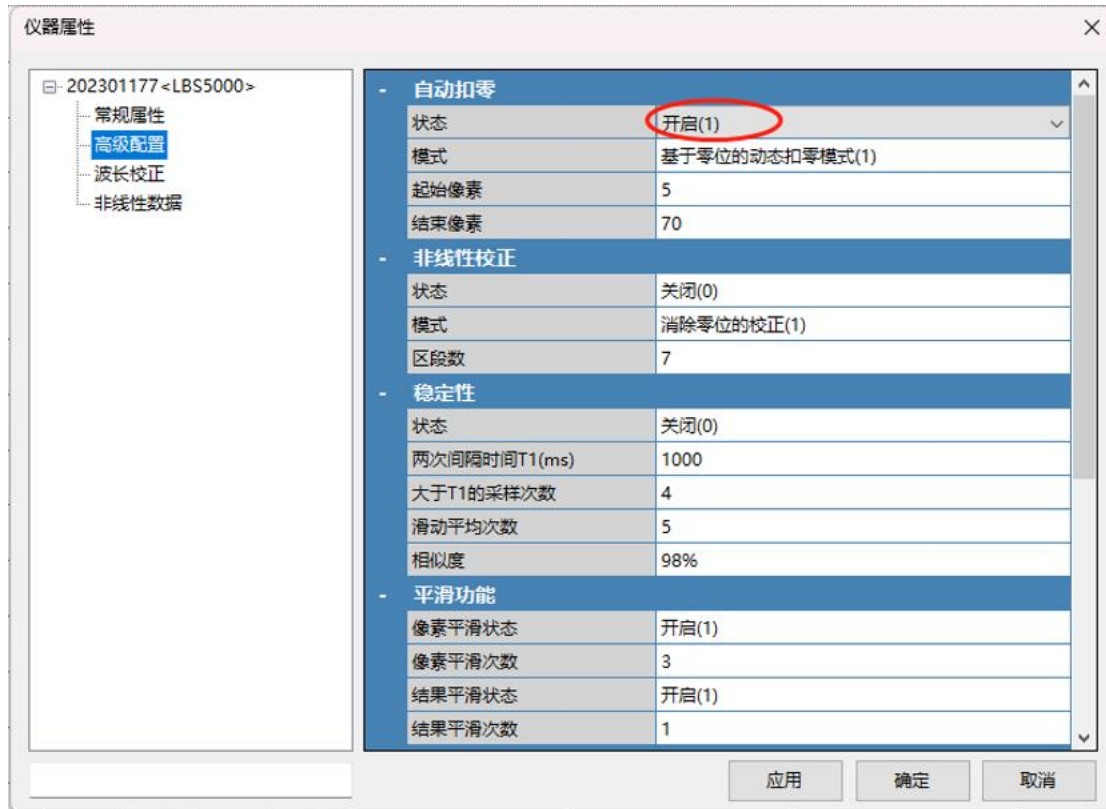 仪器属性
202301177<LBS5000>
常规属性
高级配置
波长校正
非线性数据
- 自动扣零
状态 开启(1)
模式 基于零位的动态扣零模式(1)
起始像素 5
结束像素 70
- 非线性校正
状态 关闭(0)
模式 消除零位的校正(1)
区段数 7
- 稳定性
状态 关闭(0)
两次间隔时间T1(ms) 1000
大于T1的采样次数 4
滑动平均次数 5
相似度 98%
- 平滑功能
像素平滑状态 开启(1)
像素平滑次数 3
结果平滑状态 开启(1)
结果平滑次数 1
应用 确定 取消